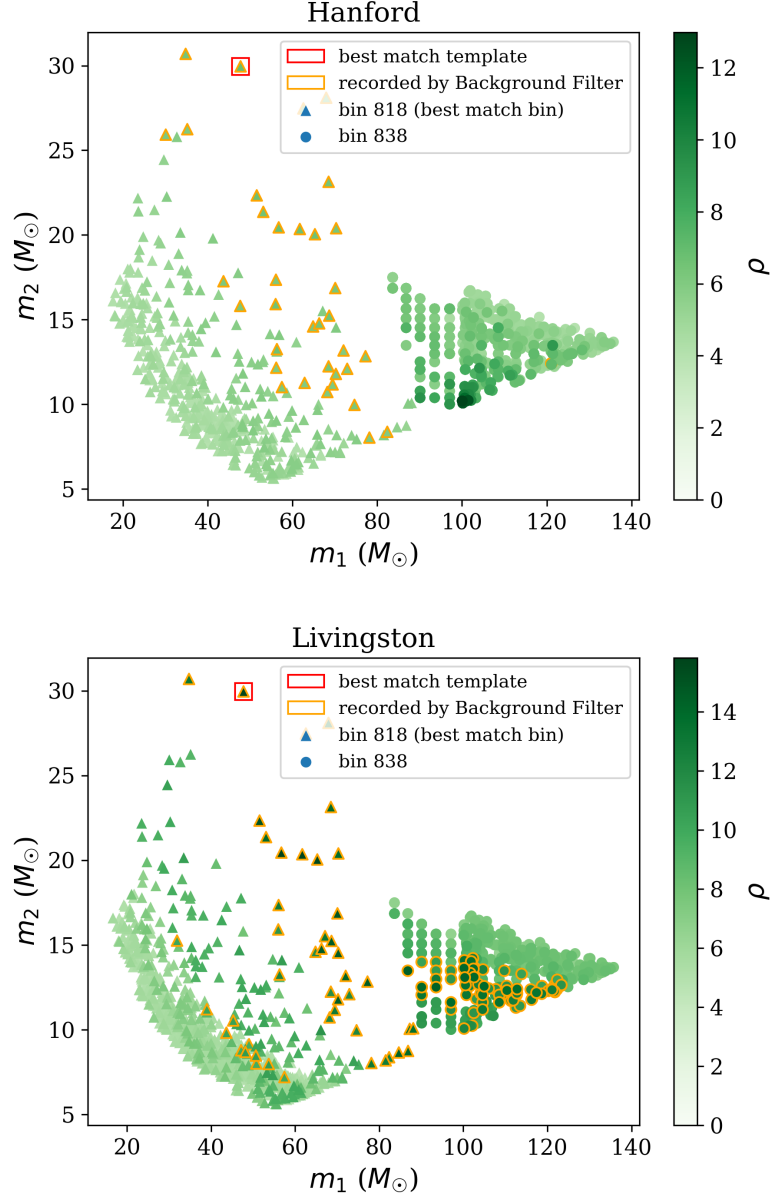 Hanford
best match template
recorded by Background Filter
bin 818 (best match bin)
bin 838
30
25
20
15
10
5
m₂ (M☉)
20 40 60 80 100 120 140
m₁ (M☉)
12
10
8
6
4
2
0
ρ
Livingston
best match template
recorded by Background Filter
bin 818 (best match bin)
bin 838
30
25
20
15
10
5
m₂ (M☉)
20 40 60 80 100 120 140
m₁ (M☉)
14
12
10
8
6
4
2
0
ρ